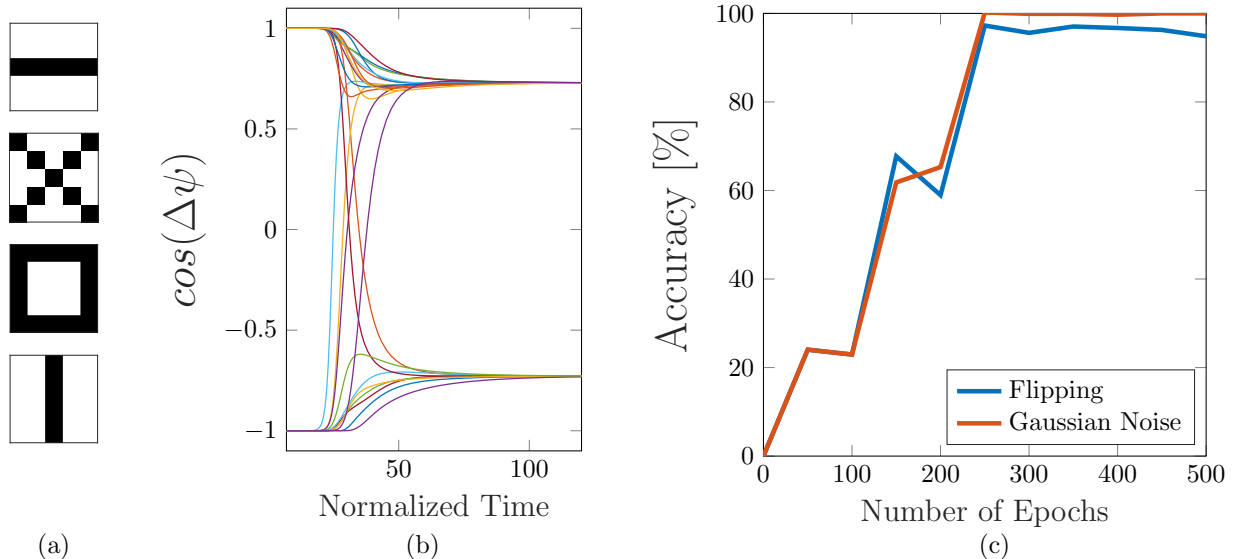 1
0.5
0
−0.5
−1
50
100
cos(Δψ)
Normalized Time
100
80
60
40
20
0
0
100
200
300
400
500
Accuracy [%]
Number of Epochs
Flipping
Gaussian Noise
(a)
(b)
(c)